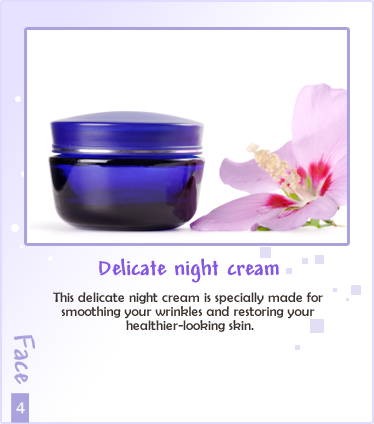 Delicate night cream
This delicate night cream is specially made for
smoothing your wrinkles and restoring your
healthier-looking skin.
Face
4